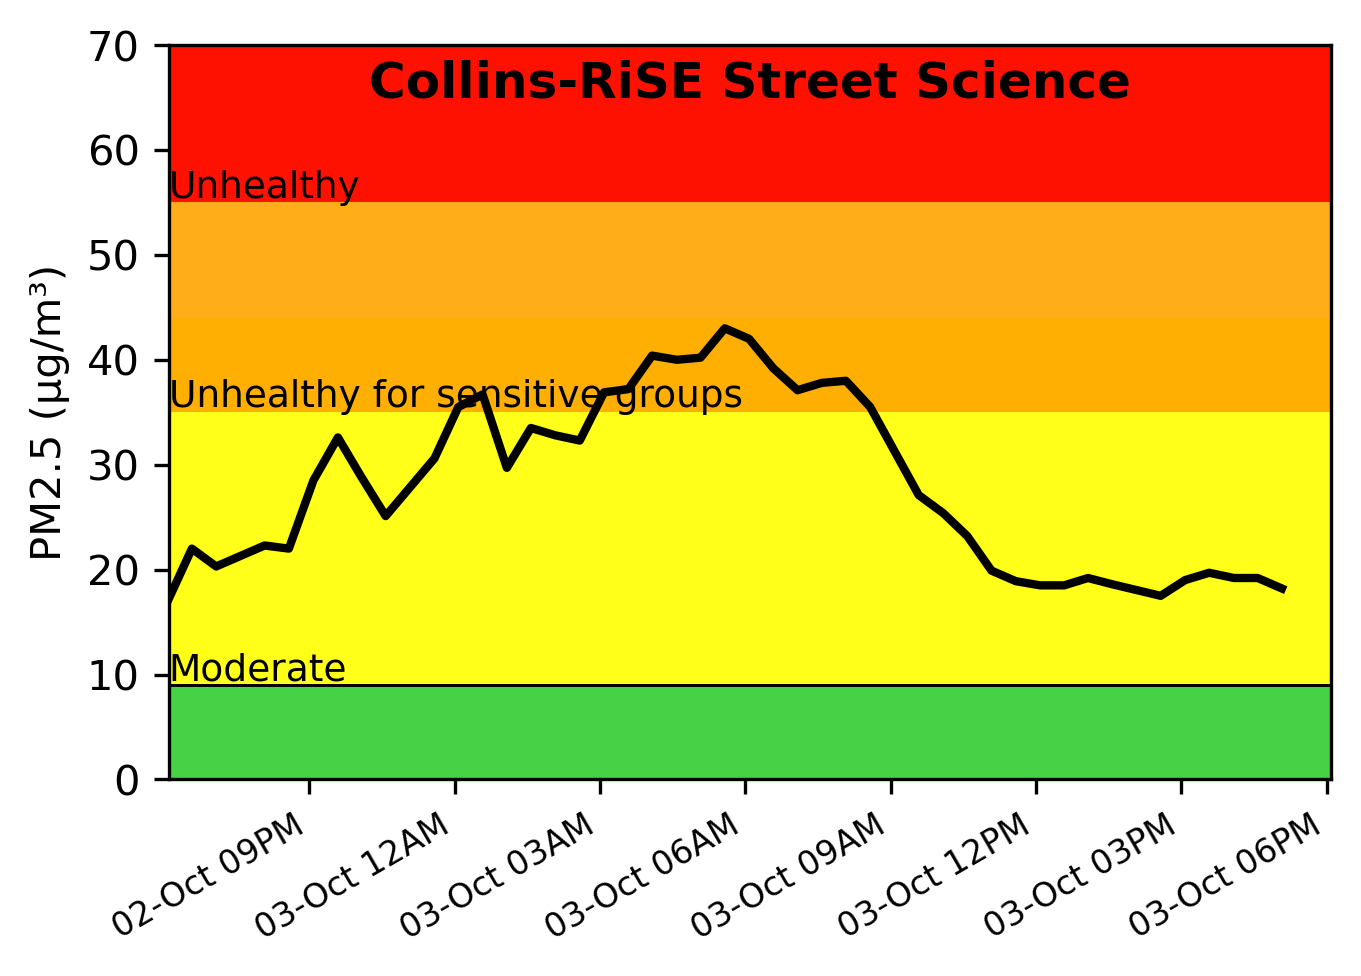 Collins-RiSE Street Science
70
60
50
40
30
20
10
0
PM2.5 (µg/m³)
Unhealthy
Unhealthy for sensitive groups
Moderate
02-Oct 09PM
03-Oct 12AM
03-Oct 03AM
03-Oct 06AM
03-Oct 09AM
03-Oct 12PM
03-Oct 03PM
03-Oct 06PM